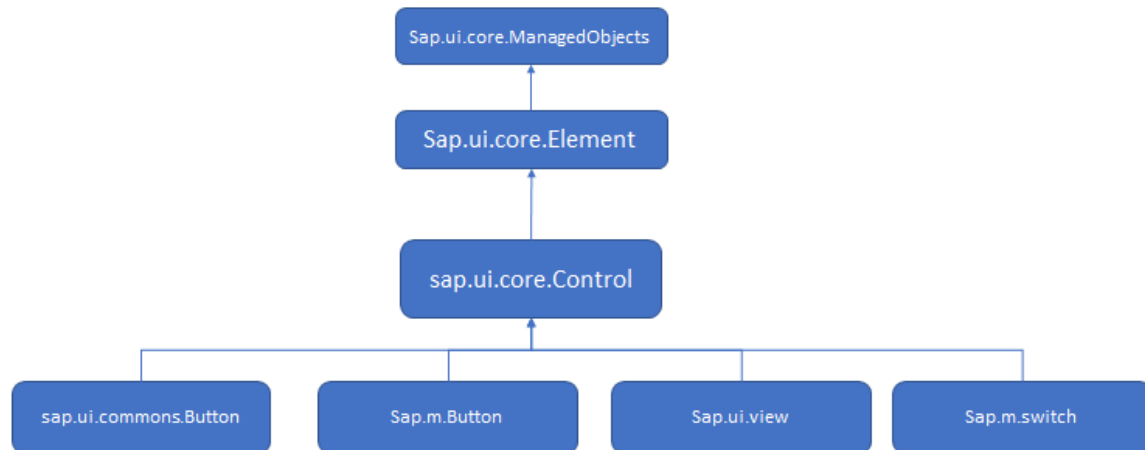 Sap.ui.core.ManagedObjects
Sap.ui.core.Element
sap.ui.core.Control
sap.ui.commons.Button
Sap.m.Button
Sap.ui.view
Sap.m.switch